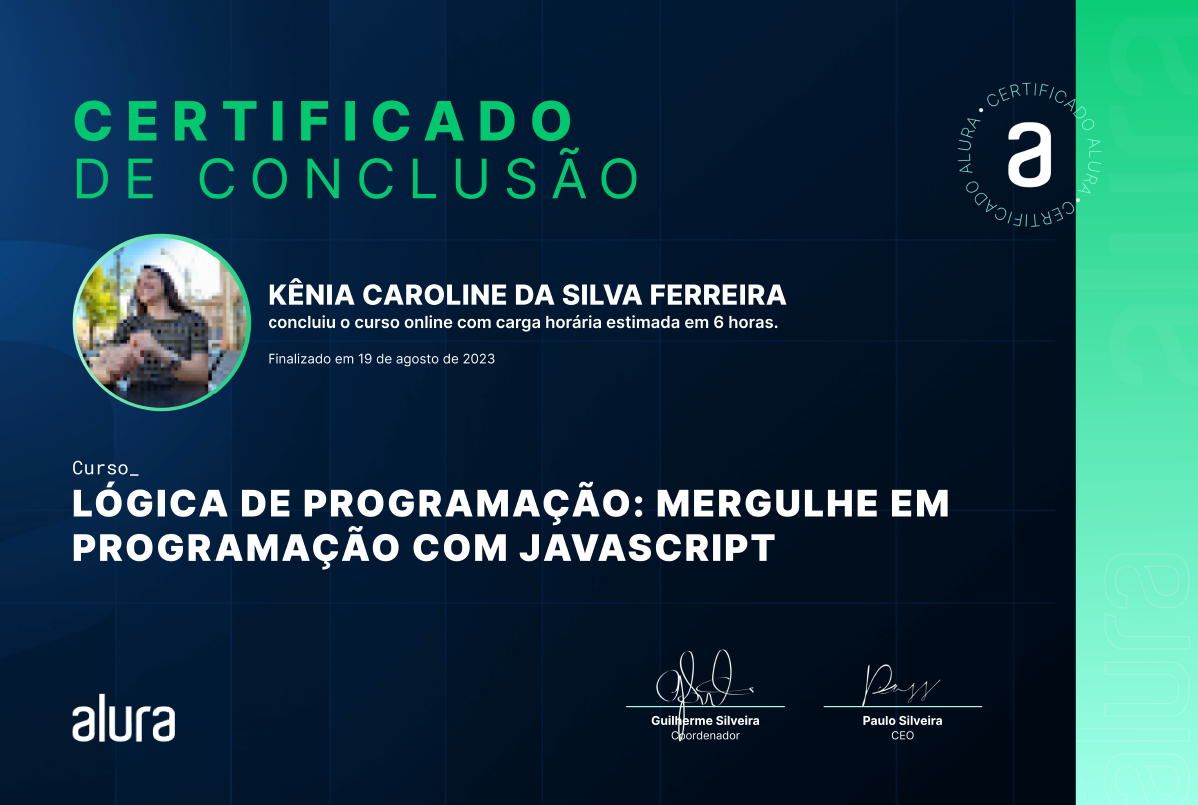 CERTIFICADO
DE CONCLUSÃO
CERTIFICADO ALURA • CERTIFICADO ALURA •
a
KÊNIA CAROLINE DA SILVA FERREIRA
concluiu o curso online com carga horária estimada em 6 horas.
Finalizado em 19 de agosto de 2023
Curso_
LÓGICA DE PROGRAMAÇÃO: MERGULHE EM
PROGRAMAÇÃO COM JAVASCRIPT
alura
Guilherme Silveira
Coordenador
Paulo Silveira
CEO
alura
alura